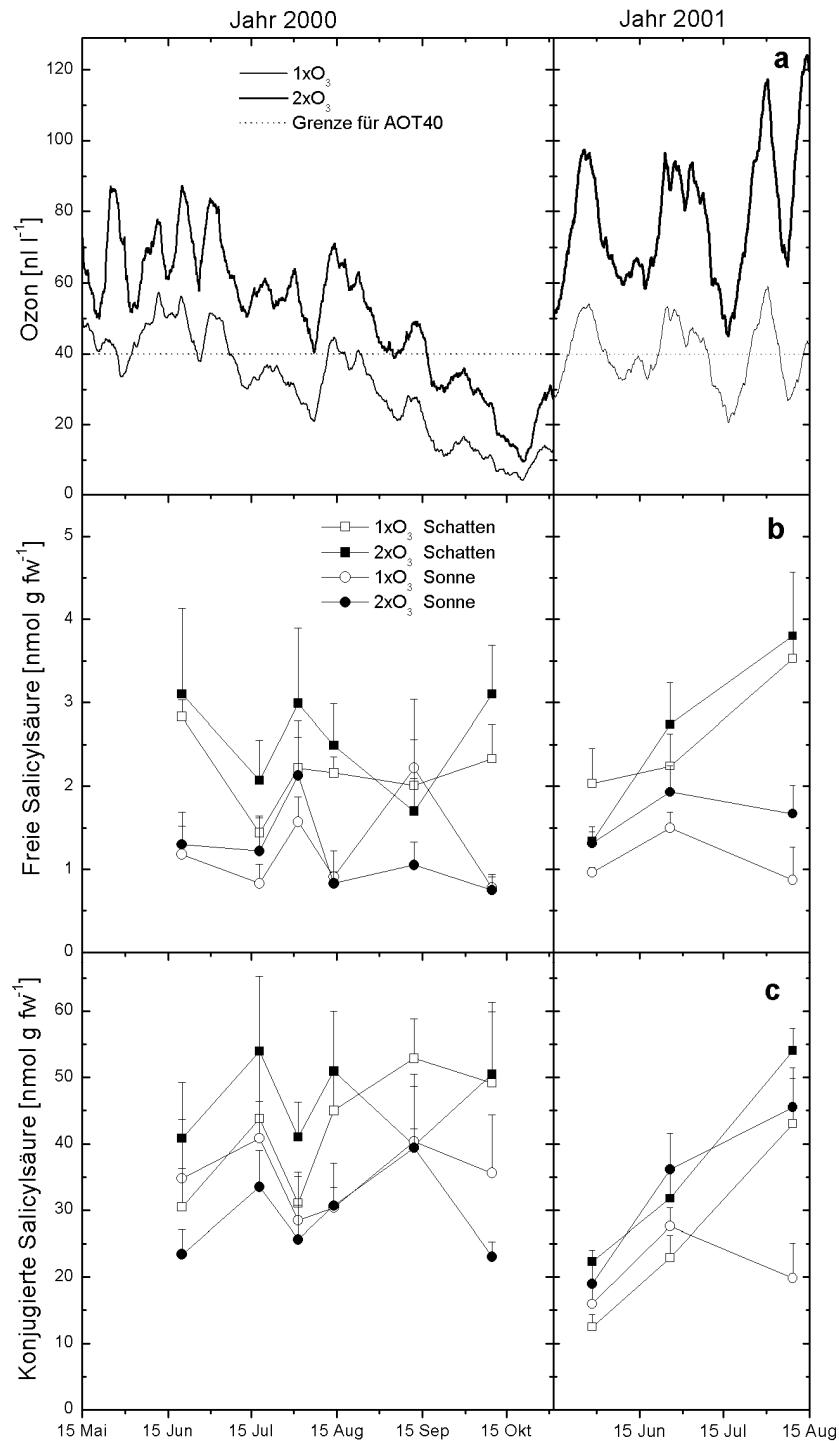 Jahr 2000
Jahr 2001
a
1xO3
2xO3
Grenze für AOT40
Ozon [nl l-1]
120
100
80
60
40
20
0
b
1xO3 Schatten
2xO3 Schatten
1xO3 Sonne
2xO3 Sonne
Freie Salicylsäure [nmol g fw-1]
5
4
3
2
1
0
c
Konjugierte Salicylsäure [nmol g fw-1]
60
50
40
30
20
10
0
15 Mai 15 Jun 15 Jul 15 Aug 15 Sep 15 Okt 15 Jun 15 Jul 15 Aug